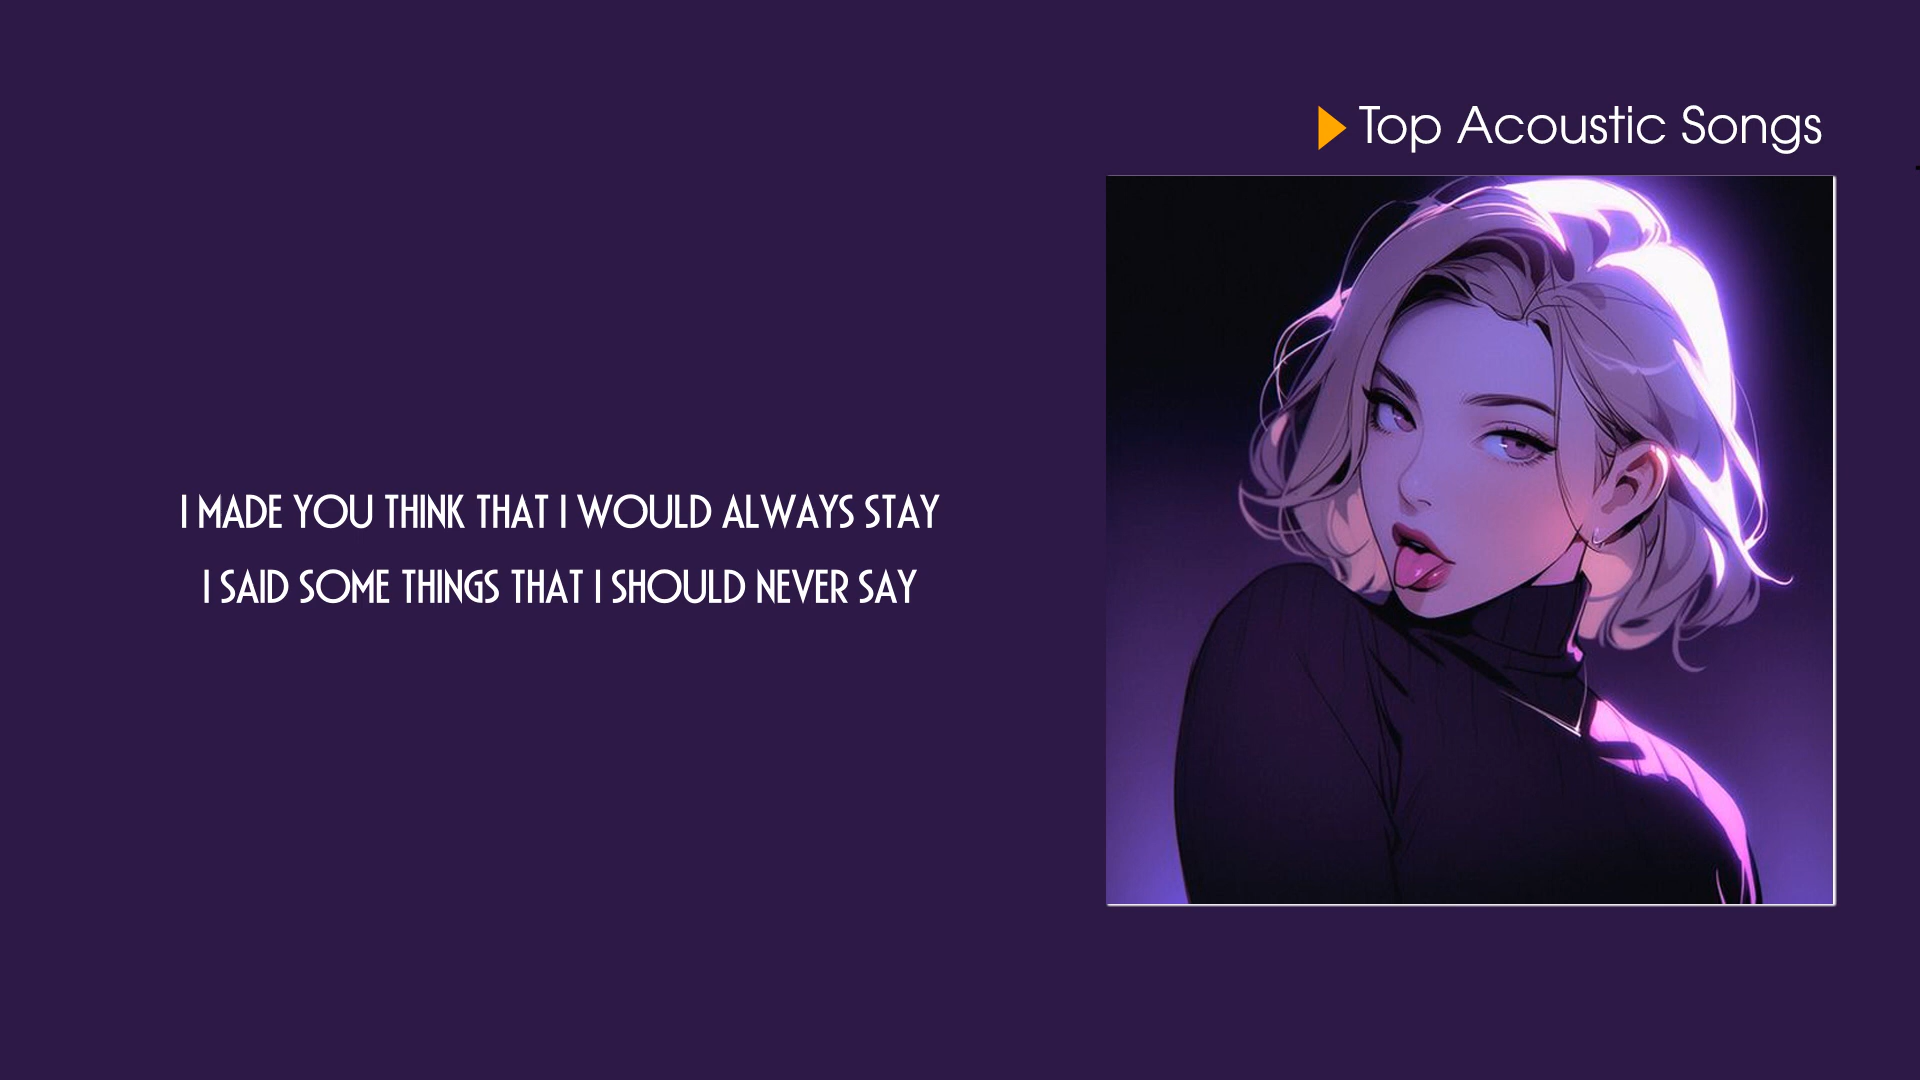 Top Acoustic Songs
I MADE YOU THINK THAT I WOULD ALWAYS STAY
I SAID SOME THINGS THAT I SHOULD NEVER SAY